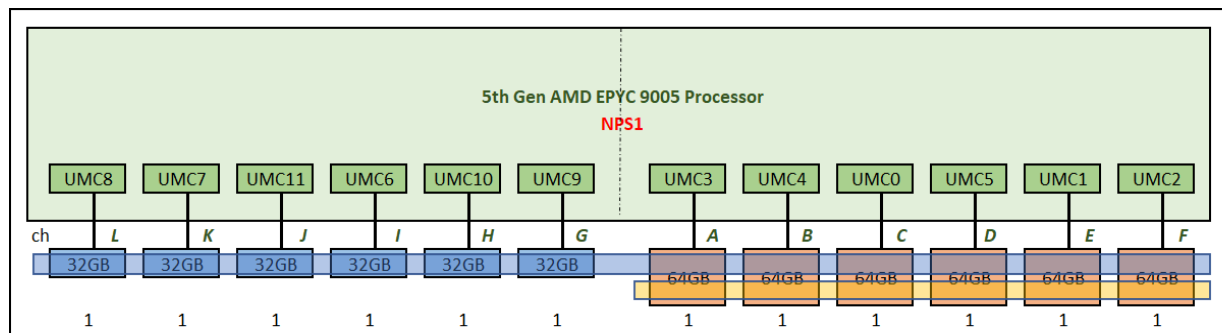 5th Gen AMD EPYC 9005 Processor
NPS1
UMC8 UMC7 UMC11 UMC6 UMC10 UMC9 UMC3 UMC4 UMC0 UMC5 UMC1 UMC2
ch L K J I H G A B C D E F
32GB 32GB 32GB 32GB 32GB 32GB
64GB 64GB 64GB 64GB 64GB 64GB
1 1 1 1 1 1 1 1 1 1 1 1